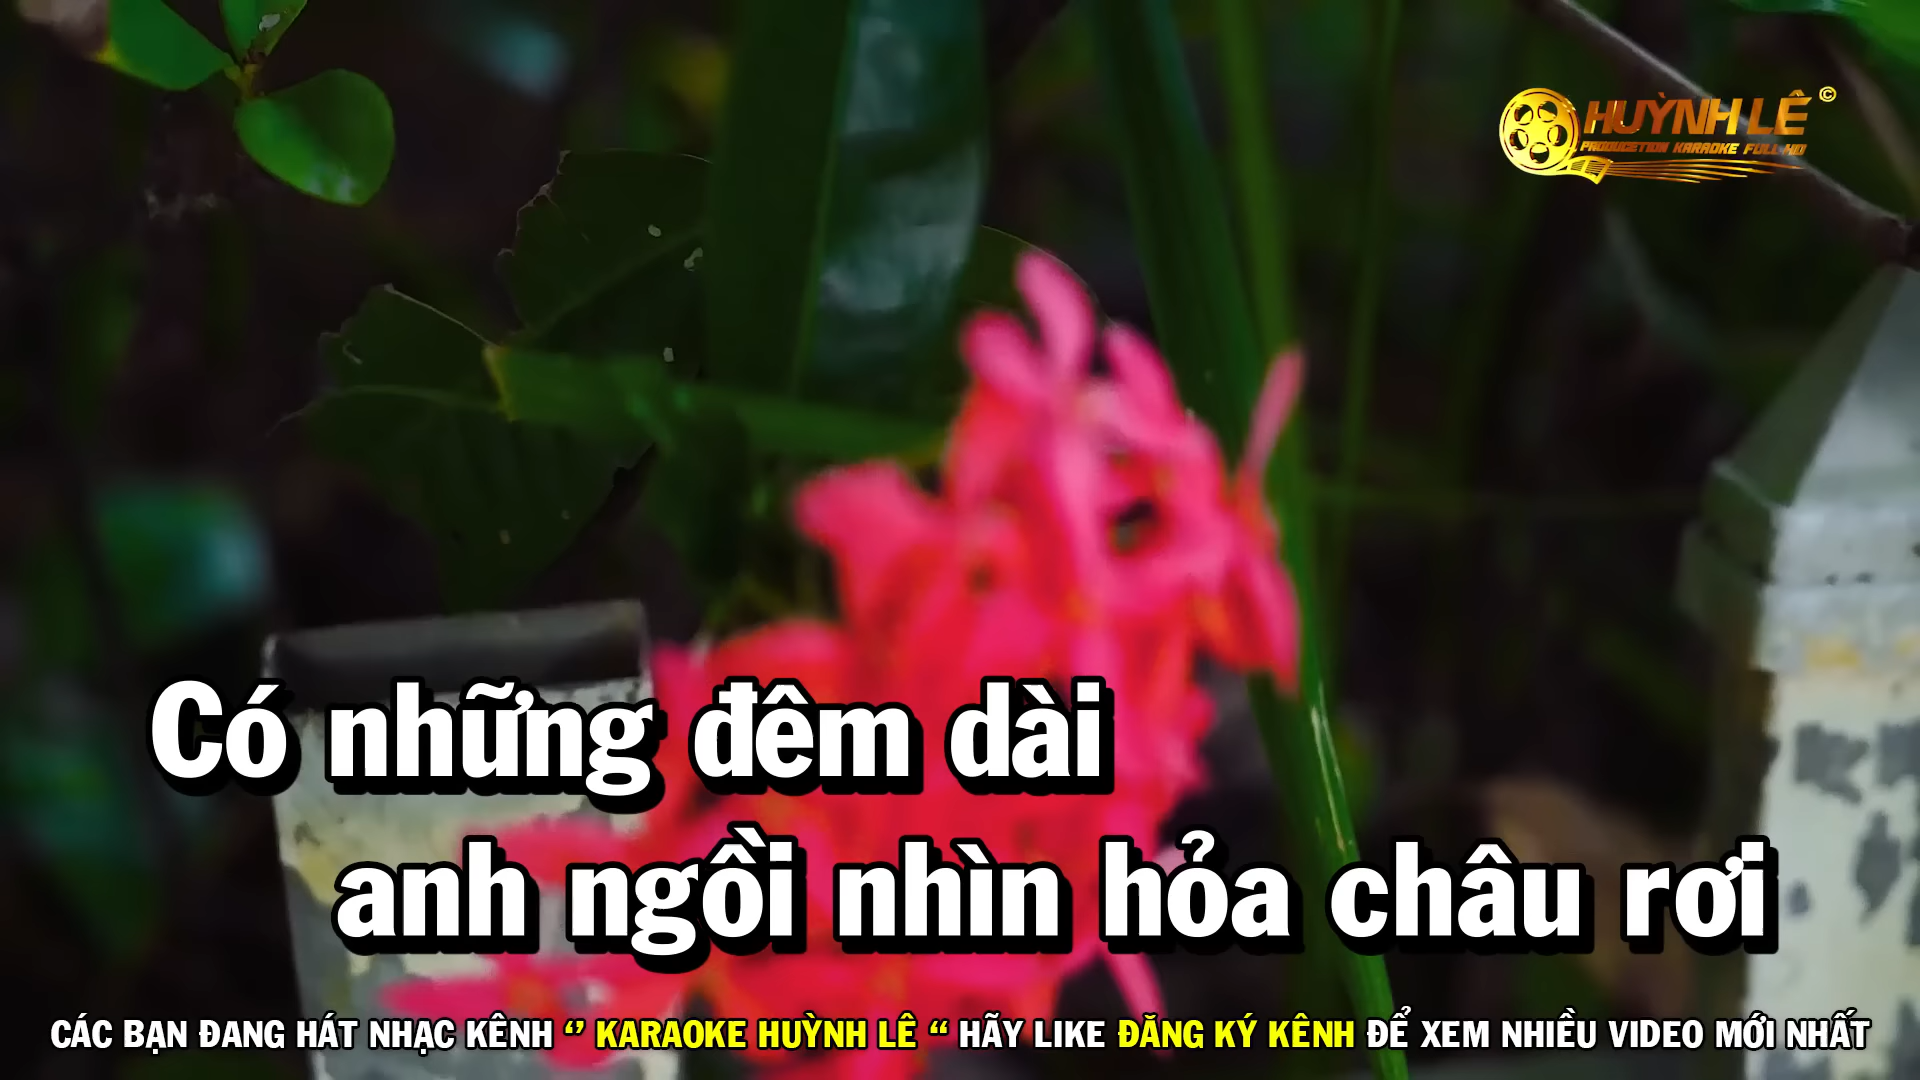 HUỲNH LÊ ©
PRODUCTION KARAOKE FULL HD
Có những đêm dài
anh ngồi nhìn hỏa châu rơi
CÁC BẠN ĐANG HÁT NHẠC KÊNH ‘’ KARAOKE HUỲNH LÊ “ HÃY LIKE ĐĂNG KÝ KÊNH ĐỂ XEM NHIỀU VIDEO MỚI NHẤT